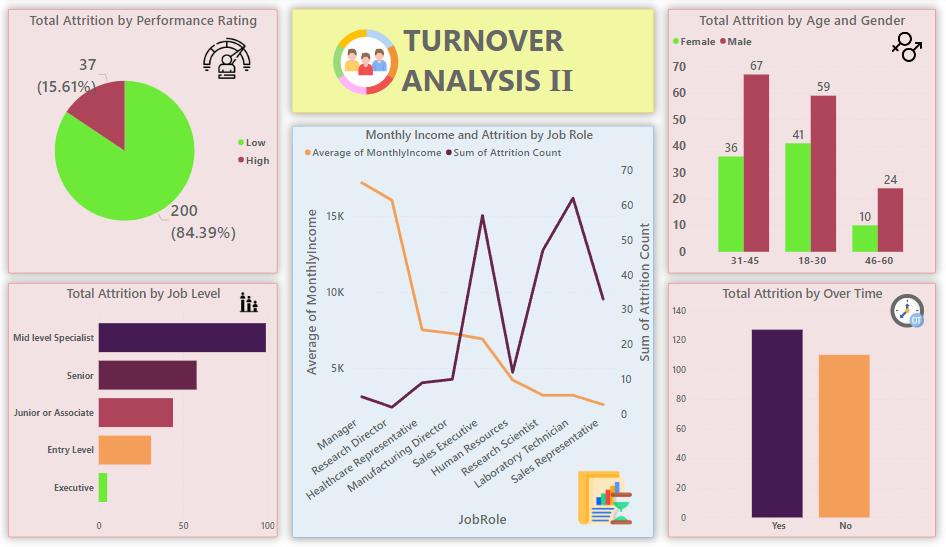 Total Attrition by Performance Rating
37
(15.61%)
Low
High
200
(84.39%)
TURNOVER
ANALYSIS II
Total Attrition by Age and Gender
Female Male
70
60
50
40
30
20
10
0
36
67
41
59
10
24
31-45 18-30 46-60
Monthly Income and Attrition by Job Role
Average of MonthlyIncome Sum of Attrition Count
Average of MonthlyIncome
15K
10K
5K
70
60
50
40
30
20
10
0
Sum of Attrition Count
Manager
Research Director
Healthcare Representative
Manufacturing Director
Sales Executive
Human Resources
Research Scientist
Laboratory Technician
Sales Representative
JobRole
Total Attrition by Job Level
Mid level Specialist
Senior
Junior or Associate
Entry Level
Executive
0 50 100
Total Attrition by Over Time
OT
140
120
100
80
60
40
20
0
Yes No